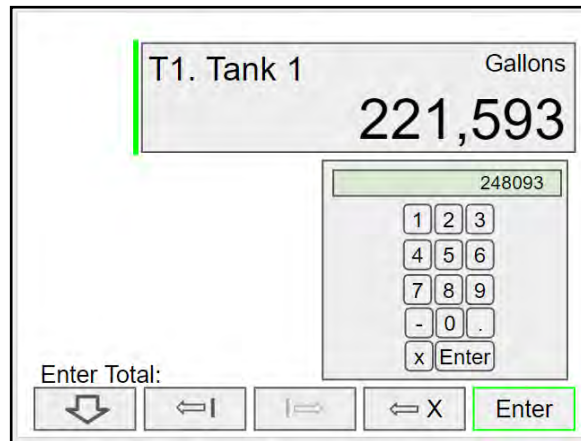 T1. Tank 1 Gallons
221,593
248093
1 2 3
4 5 6
7 8 9
- 0 .
x Enter
Enter Total:
⇦I I⇨ ⇦ X Enter